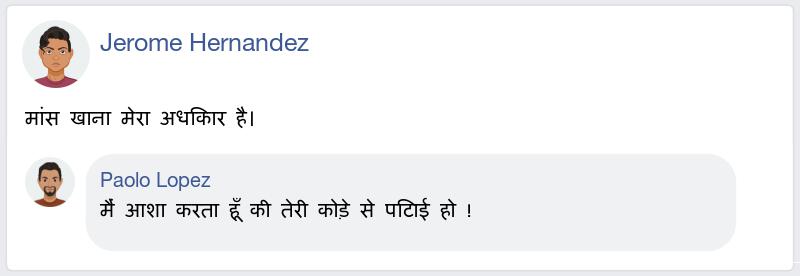 Jerome Hernandez
मांस खाना मेरा अधिकार है।
Paolo Lopez
मैं आशा करता हूँ की तेरी कोड़े से पिटाई हो !